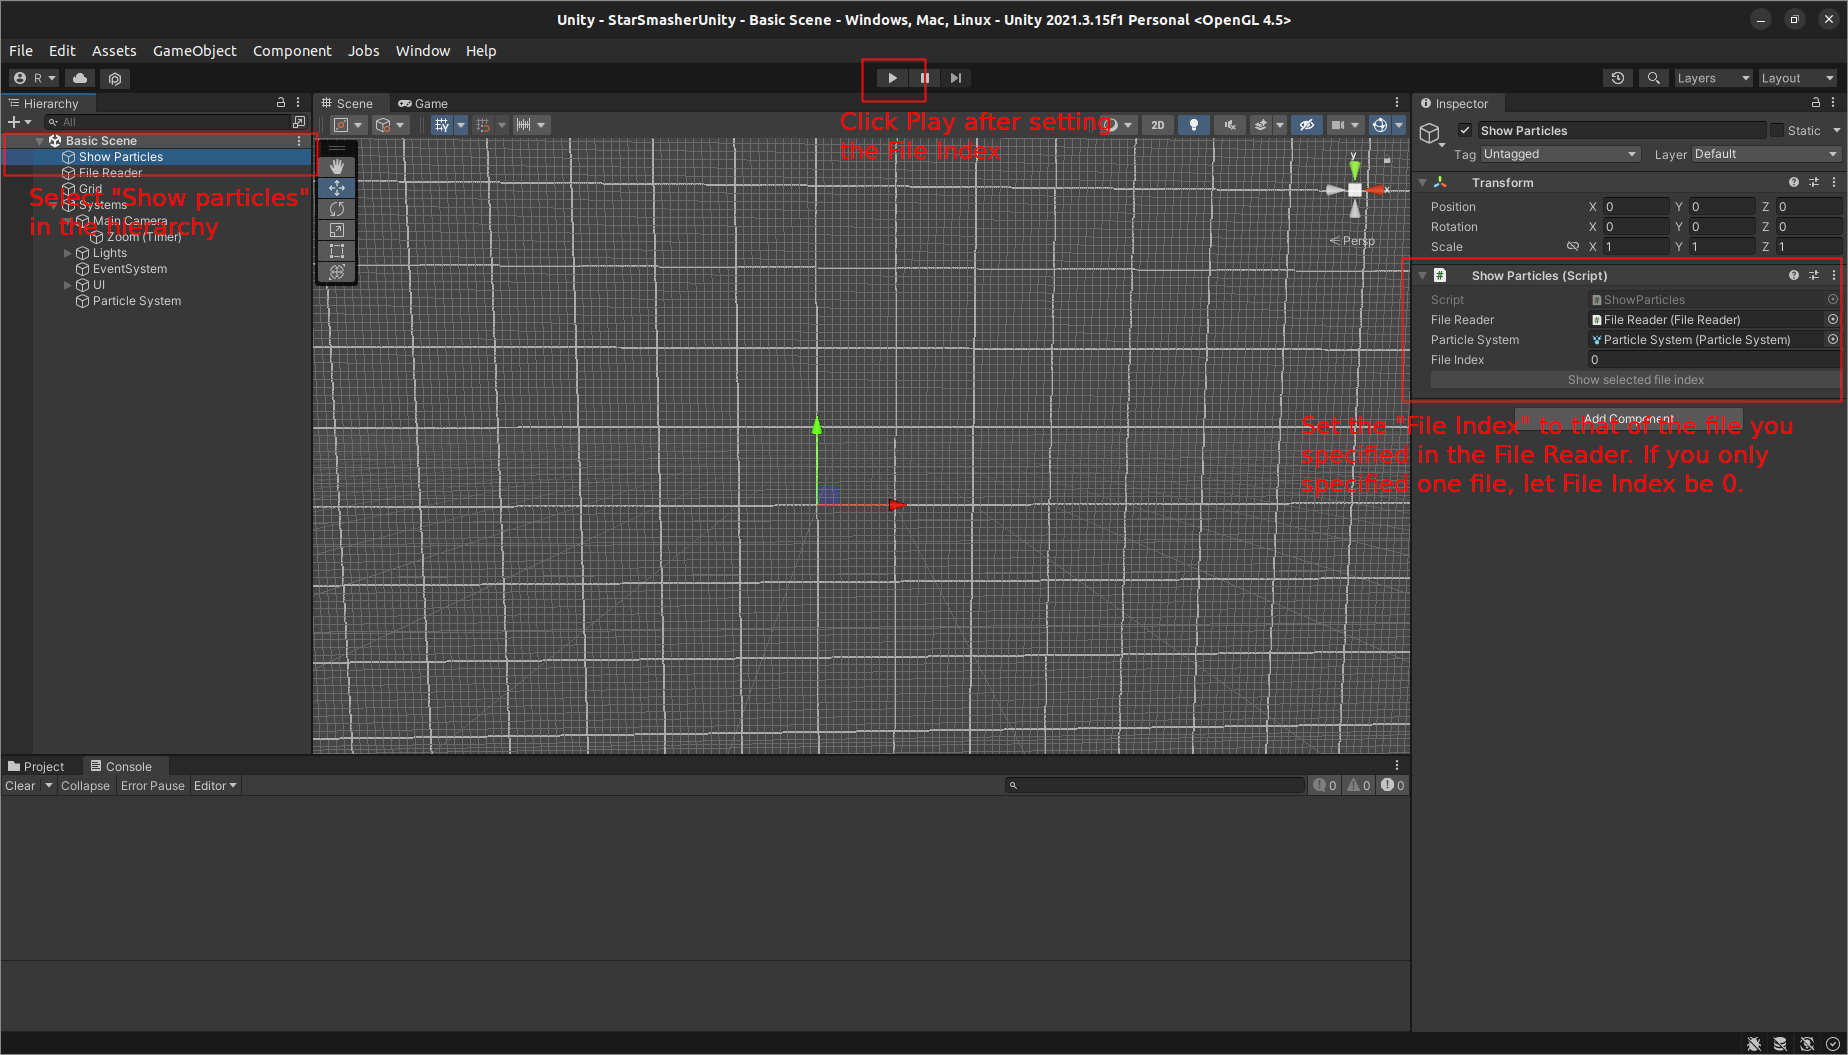 Unity - StarSmasherUnity - Basic Scene - Windows, Mac, Linux - Unity 2021.3.15f1 Personal <OpenGL 4.5>
File Edit Assets GameObject Component Jobs Window Help
R Layers Layout
Hierarchy
All
Basic Scene
Show Particles
File Reader
Grid
Systems
Main Camera
Zoom (Timer)
Lights
EventSystem
UI
Particle System
Select "Show particles"
in the hierarchy
Scene Game
2D
Click Play after setting
the File Index
y
x
Persp
Inspector
Show Particles Static
Tag Untagged Layer Default
Transform
Position X 0 Y 0 Z 0
Rotation X 0 Y 0 Z 0
Scale X 1 Y 1 Z 1
# Show Particles (Script)
Script # ShowParticles
File Reader # File Reader (File Reader)
Particle System Particle System (Particle System)
File Index 0
Show selected file index
Add Component
Set the "File Index" to that of the file you
specified in the File Reader. If you only
specified one file, let File Index be 0.
Project Console
Clear Collapse Error Pause Editor 0 0 0